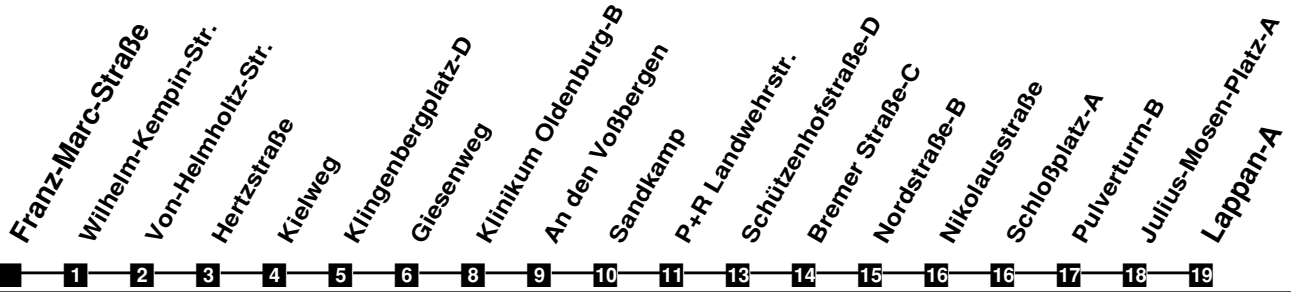 Franz-Marc-Straße
Wilhelm-Kempin-Str.
Von-Helmholtz-Str.
Hertzstraße
Kielweg
Klingenbergplatz-D
Giesenweg
Klinikum Oldenburg-B
An den Voßbergen
Sandkamp
P+R Landwehrstr.
Schützenhofstraße-D
Bremer Straße-C
Nordstraße-B
Nikolausstraße
Schloßplatz-A
Pulverturm-B
Julius-Mosen-Platz-A
Lappan-A
1 2 3 4 5 6 8 9 10 11 13 14 15 16 16 17 18 19